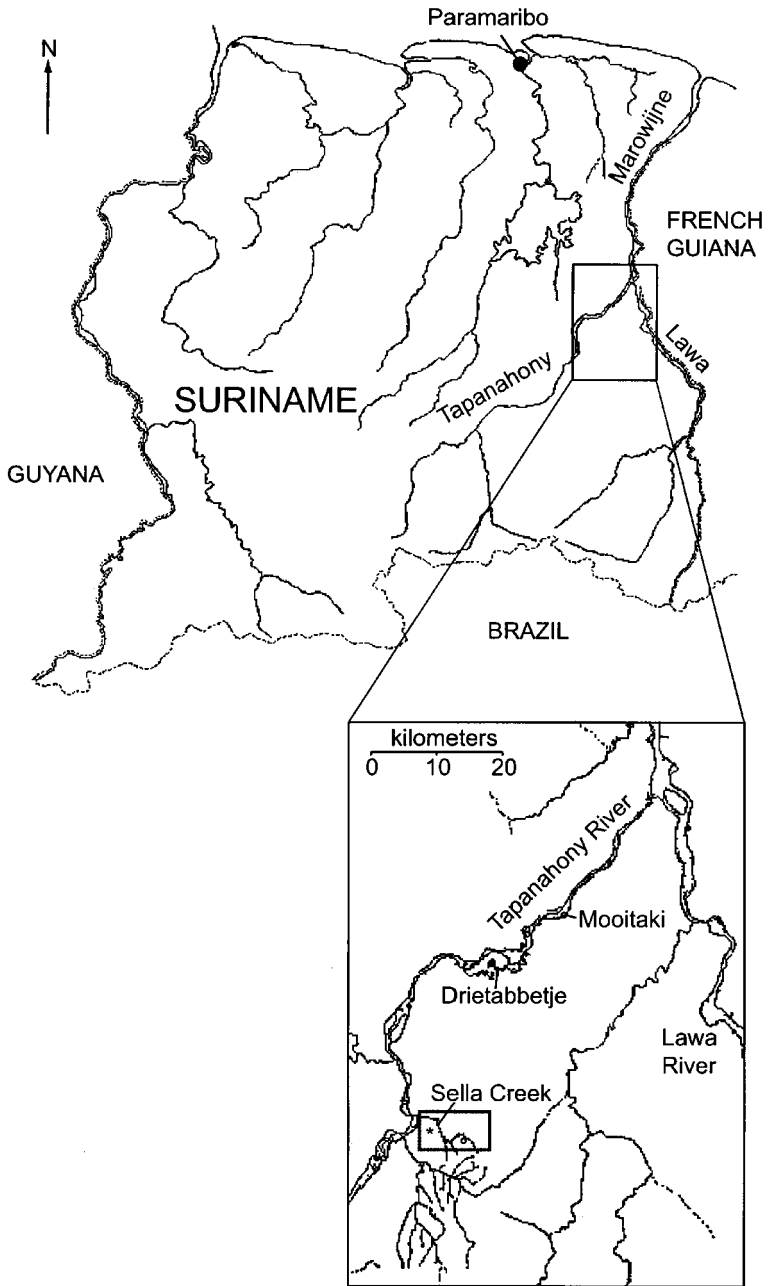 Paramaribo
N
Marowijne
FRENCH
GUIANA
Lawa
Tapanahony
SURINAME
GUYANA
BRAZIL
kilometers
0 10 20
Tapanahony River
Mooitaki
Drietabbetje
Lawa
River
Sella Creek
*